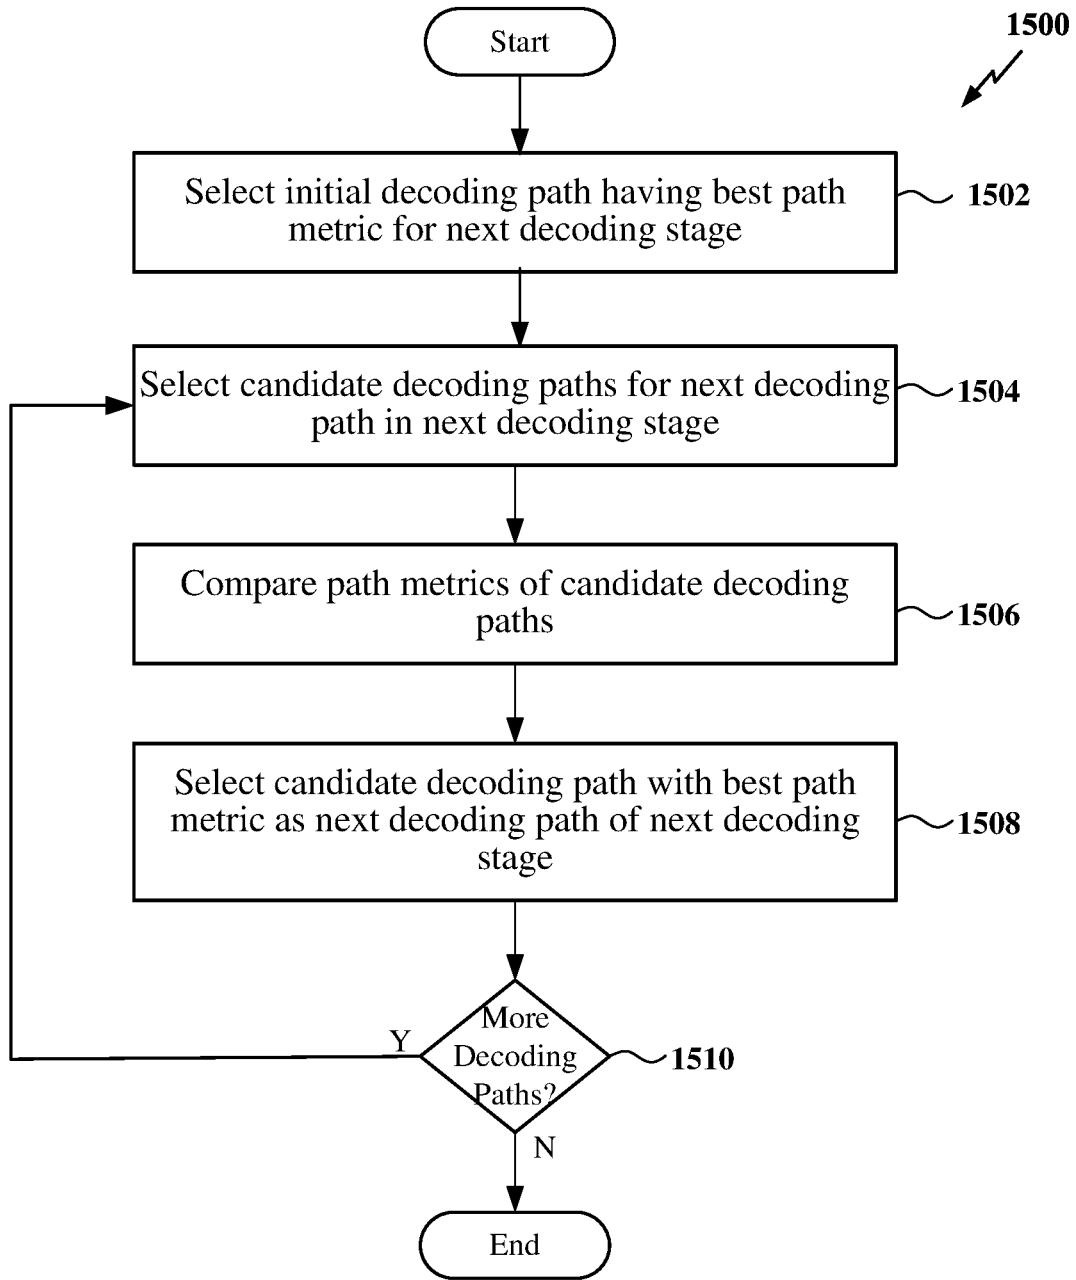 Start
1500
Select initial decoding path having best path
metric for next decoding stage
1502
Select candidate decoding paths for next decoding
path in next decoding stage
1504
Compare path metrics of candidate decoding
paths
1506
Select candidate decoding path with best path
metric as next decoding path of next decoding
stage
1508
More
Decoding
Paths?
Y
1510
N
End